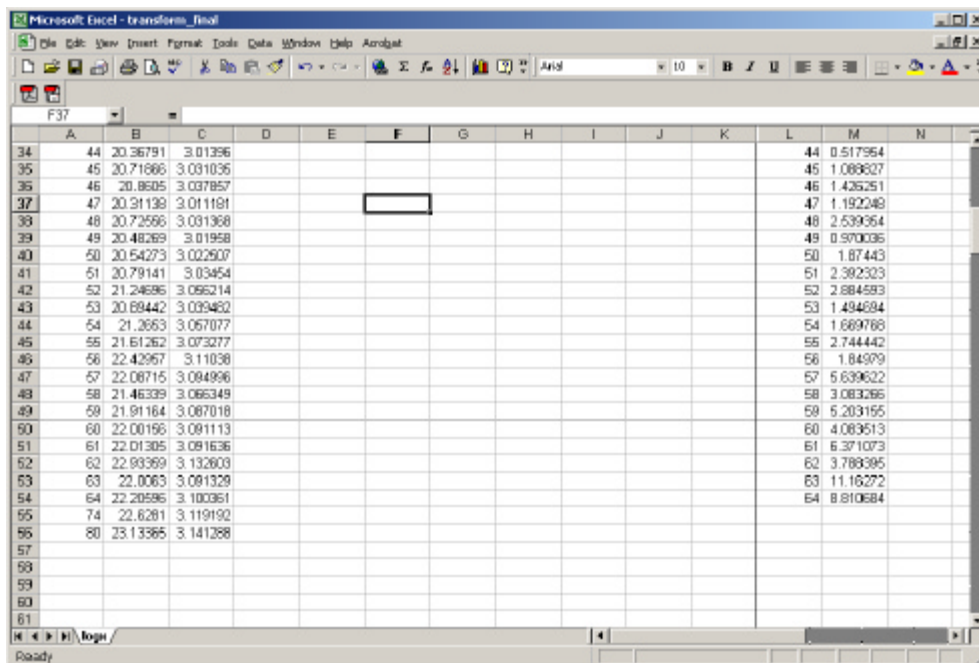 Microsoft Excel - transform_final
File Edit View Insert Format Tools Data Window Help Acrobat
Arial 10 B I U
F37 =
A B C D E F G H I J K L M N
34 44 20.36791 3.01396 44 0.517954
35 45 20.71866 3.031035 45 1.088827
36 46 20.8605 3.037857 46 1.426251
37 47 20.31138 3.011181 47 1.192248
38 48 20.72556 3.031368 48 2.539354
39 49 20.48269 3.01958 49 0.970036
40 50 20.54273 3.022507 50 1.87443
41 51 20.79141 3.03454 51 2.392323
42 52 21.24696 3.056214 52 2.884593
43 53 20.89442 3.039482 53 1.494694
44 54 21.2653 3.057077 54 1.669768
45 55 21.61262 3.073277 55 2.744442
46 56 22.42957 3.11038 56 1.84979
47 57 22.08715 3.094996 57 5.639622
48 58 21.46339 3.066349 58 3.083266
49 59 21.91164 3.087018 59 5.203155
50 60 22.00156 3.091113 60 4.083513
51 61 22.01305 3.091636 61 6.371073
52 62 22.93359 3.132603 62 3.788395
53 63 22.0063 3.091329 63 11.16272
54 64 22.20596 3.100361 64 8.810684
55 74 22.6281 3.119192
56 80 23.13365 3.141288
57
58
59
60
61
Ready